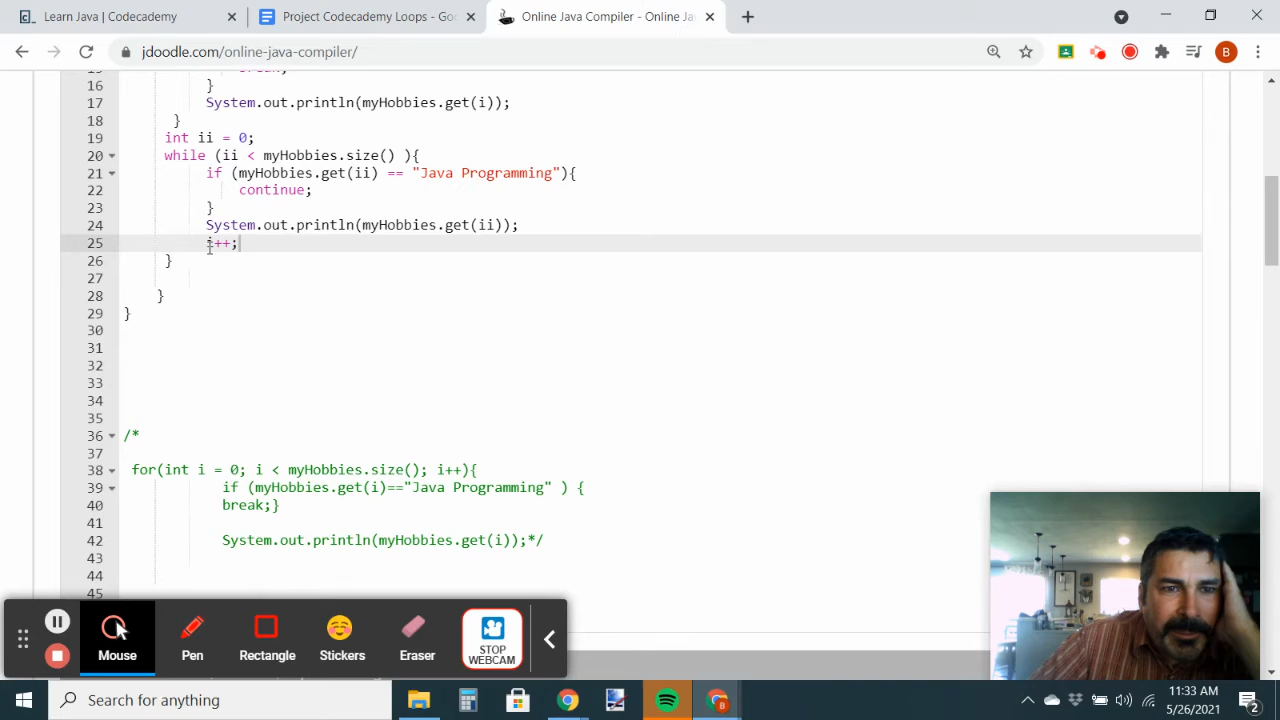 Learn Java | Codecademy
Project Codecademy Loops - Goo
Online Java Compiler - Online Ja
jdoodle.com/online-java-compiler/
B
break;
16 }
17 System.out.println(myHobbies.get(i));
18 }
19 int ii = 0;
20 while (ii < myHobbies.size() ){
21 if (myHobbies.get(ii) == "Java Programming"){
22 continue;
23 }
24 System.out.println(myHobbies.get(ii));
25 i++;
26 }
27
28 }
29 }
30
31
32
33
34
35
36 /*
37
38 for(int i = 0; i < myHobbies.size(); i++){
39 if (myHobbies.get(i)=="Java Programming" ) {
40 break;}
41
42 System.out.println(myHobbies.get(i));*/
43
44
45
Mouse
Pen
Rectangle
Stickers
Eraser
STOP
WEBCAM
Search for anything
B
11:33 AM
5/26/2021
2